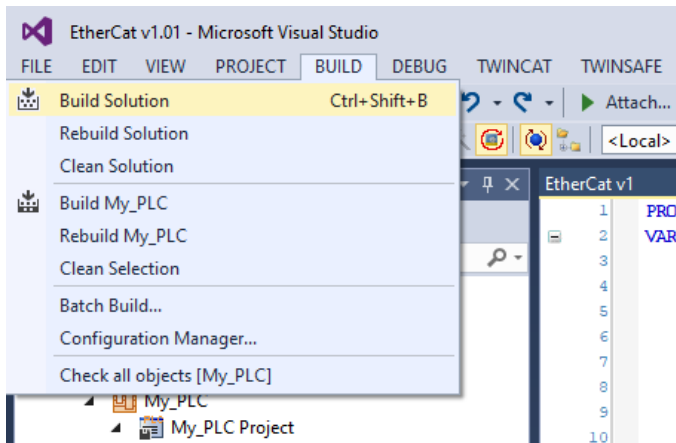 EtherCat v1.01 - Microsoft Visual Studio
FILE EDIT VIEW PROJECT BUILD DEBUG TWINCAT TWINSAFE
Build Solution Ctrl+Shift+B
Attach...
Rebuild Solution
<Local>
Clean Solution
Build My_PLC
EtherCat v1
Rebuild My_PLC
Clean Selection
Batch Build...
Configuration Manager...
Check all objects [My_PLC]
My_PLC
My_PLC Project
1 PRO
2 VAR
3
4
5
6
7
8
9
10